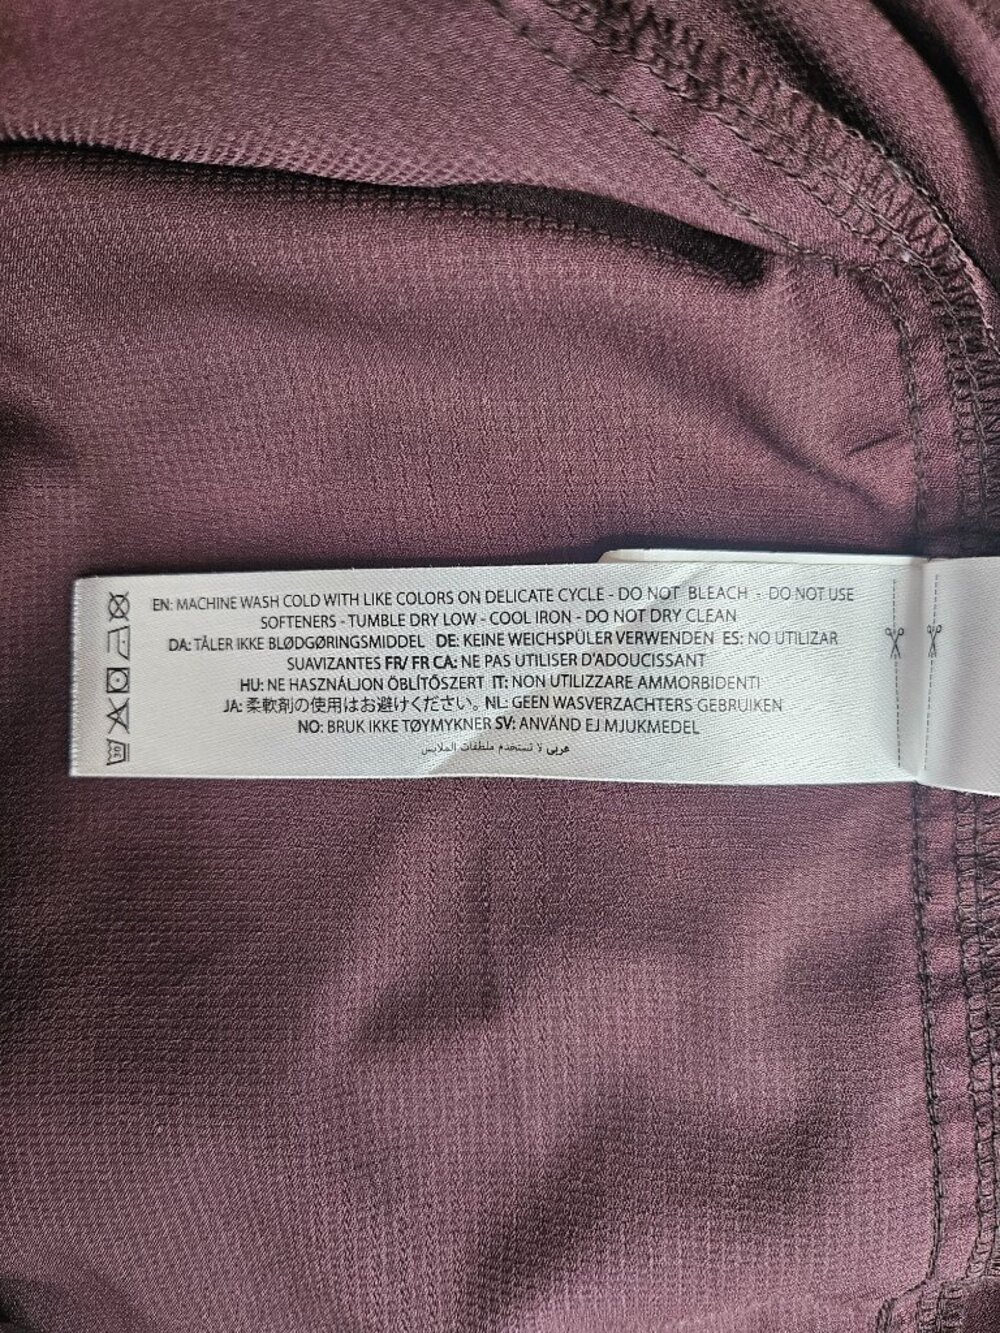 EN: MACHINE WASH COLD WITH LIKE COLORS ON DELICATE CYCLE - DO NOT BLEACH - DO NOT USE
SOFTENERS - TUMBLE DRY LOW - COOL IRON - DO NOT DRY CLEAN
DA: TÅLER IKKE BLØDGØRINGSMIDDEL DE: KEINE WEICHSPÜLER VERWENDEN ES: NO UTILIZAR
SUAVIZANTES FR/ FR CA: NE PAS UTILISER D'ADOUCISSANT
HU: NE HASZNÁLJON ÖBLÍTŐSZERT IT: NON UTILIZZARE AMMORBIDENTI
JA: 柔軟剤の使用はお避けください。NL: GEEN WASVERZACHTERS GEBRUIKEN
NO: BRUK IKKE TØYMYKNER SV: ANVÄND EJ MJUKMEDEL
عربى لا تستخدم ملطفات الملابس